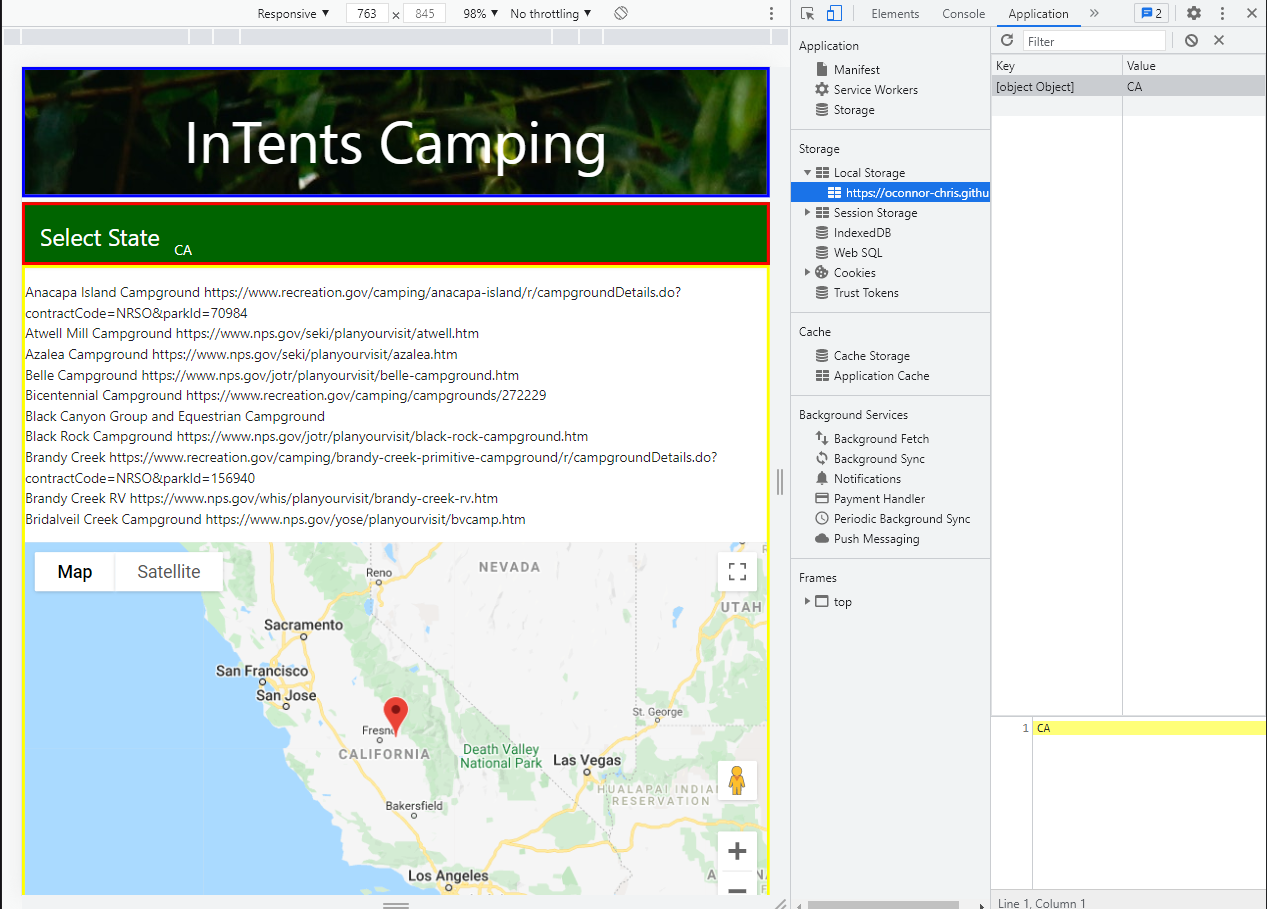 Responsive ▼ 763 x 845 98% ▼ No throttling ▼
Elements Console Application » 2
InTents Camping
Select State CA
Anacapa Island Campground https://www.recreation.gov/camping/anacapa-island/r/campgroundDetails.do?
contractCode=NRSO&parkId=70984
Atwell Mill Campground https://www.nps.gov/seki/planyourvisit/atwell.htm
Azalea Campground https://www.nps.gov/seki/planyourvisit/azalea.htm
Belle Campground https://www.nps.gov/jotr/planyourvisit/belle-campground.htm
Bicentennial Campground https://www.recreation.gov/camping/campgrounds/272229
Black Canyon Group and Equestrian Campground
Black Rock Campground https://www.nps.gov/jotr/planyourvisit/black-rock-campground.htm
Brandy Creek https://www.recreation.gov/camping/brandy-creek-primitive-campground/r/campgroundDetails.do?
contractCode=NRSO&parkId=156940
Brandy Creek RV https://www.nps.gov/whis/planyourvisit/brandy-creek-rv.htm
Bridalveil Creek Campground https://www.nps.gov/yose/planyourvisit/bvcamp.htm
Map Satellite
Reno
NEVADA
UTAH
Sacramento
San Francisco
San Jose
St. George
Fresno
CALIFORNIA
Death Valley
National Park
Las Vegas
HUALAPAI INDIA
RESERVATION
Bakersfield
Los Angeles
Application
Manifest
Service Workers
Storage
Storage
Local Storage
https://oconnor-chris.githu
Session Storage
IndexedDB
Web SQL
Cookies
Trust Tokens
Cache
Cache Storage
Application Cache
Background Services
Background Fetch
Background Sync
Notifications
Payment Handler
Periodic Background Sync
Push Messaging
Frames
top
Filter
Key Value
[object Object] CA
1 CA
Line 1, Column 1